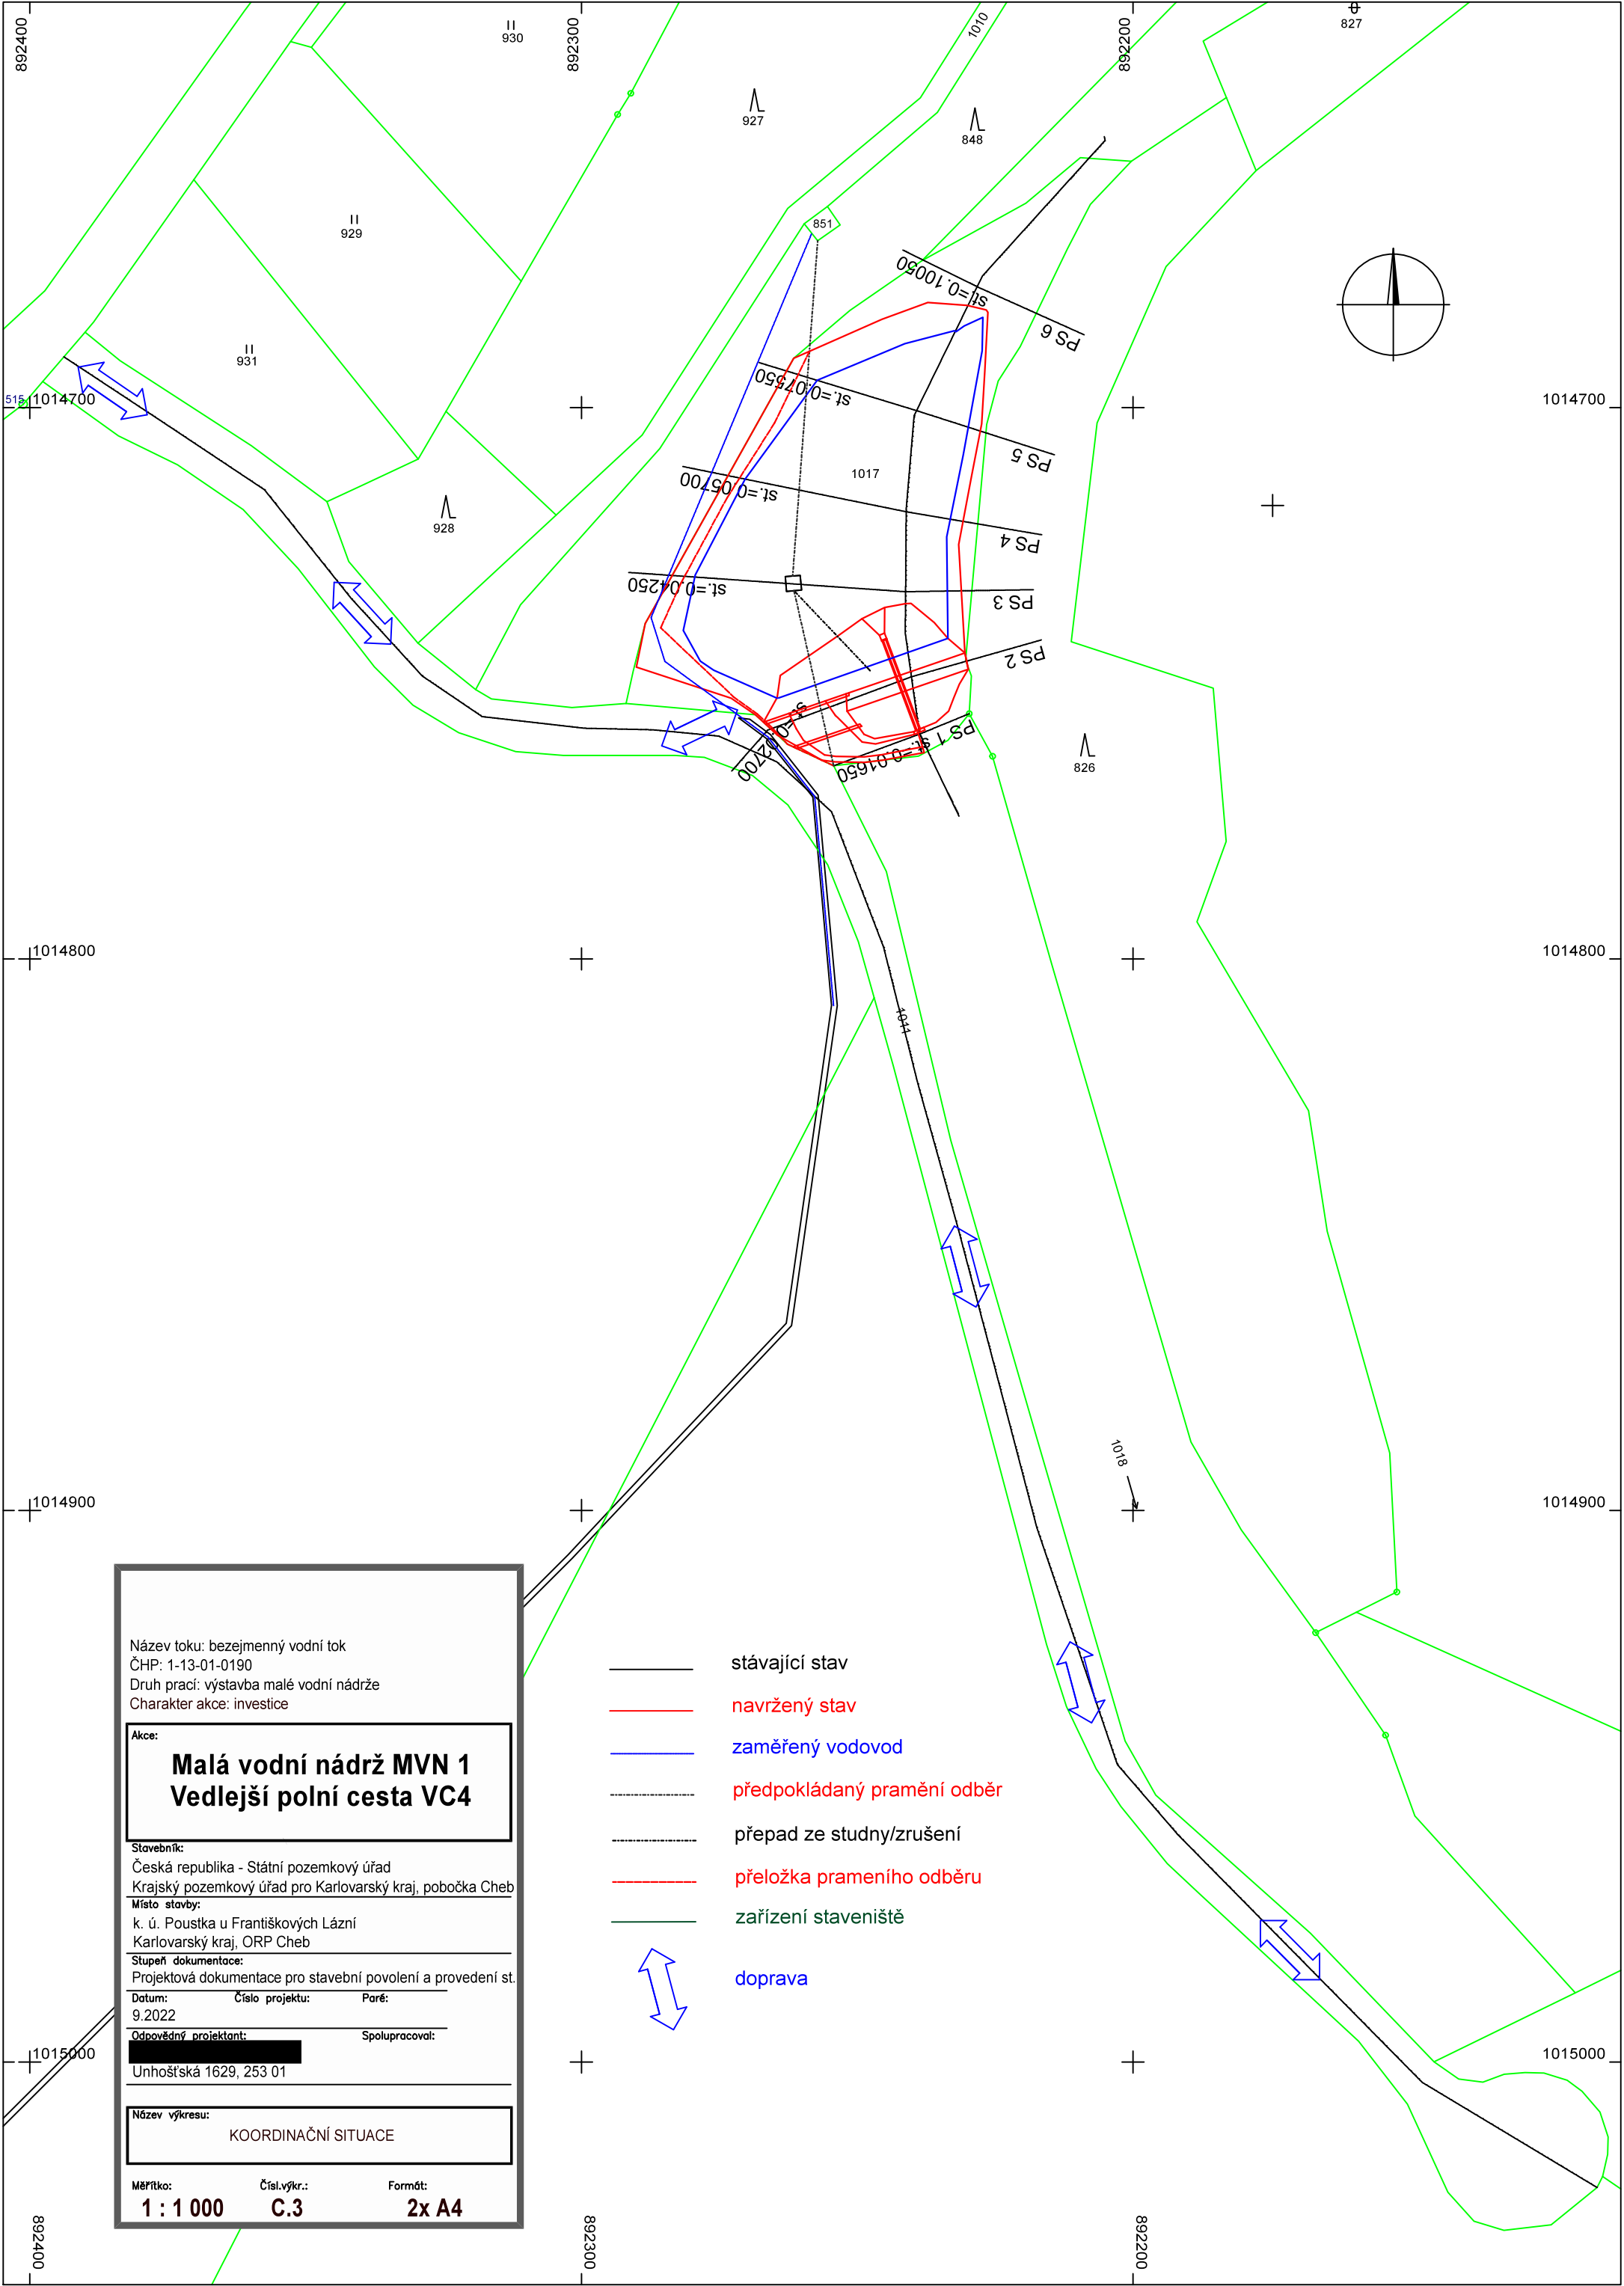 892400
892300
892200
930
1010
827
927
848
929
851
st.=0.10050
PS 6
931
515
1014700
1014700
st.=0.07550
PS 5
1017
st.=0.05700
PS 4
928
st.=0.04250
PS 3
PS 2
st.=0.02700
PS 1 st.=0.01650
826
1014800
1014800
1011
1018
1014900
1014900
Název toku: bezejmenný vodní tok
ČHP: 1-13-01-0190
Druh prací: výstavba malé vodní nádrže
Charakter akce: investice
Akce:
Malá vodní nádrž MVN 1
Vedlejší polní cesta VC4
Stavebník:
Česká republika - Státní pozemkový úřad
Krajský pozemkový úřad pro Karlovarský kraj, pobočka Cheb
Místo stavby:
k. ú. Poustka u Františkových Lázní
Karlovarský kraj, ORP Cheb
Stupeň dokumentace:
Projektová dokumentace pro stavební povolení a provedení st.
Datum: Číslo projektu: Paré:
9.2022
Odpovědný projektant: Spolupracoval:
Unhošťská 1629, 253 01
Název výkresu:
KOORDINAČNÍ SITUACE
Měřítko: Čísl.výkr.: Formát:
1 : 1 000 C.3 2x A4
stávající stav
navržený stav
zaměřený vodovod
předpokládaný pramění odběr
přepad ze studny/zrušení
přeložka prameního odběru
zařízení staveniště
doprava
1015000
1015000
892400
892300
892200